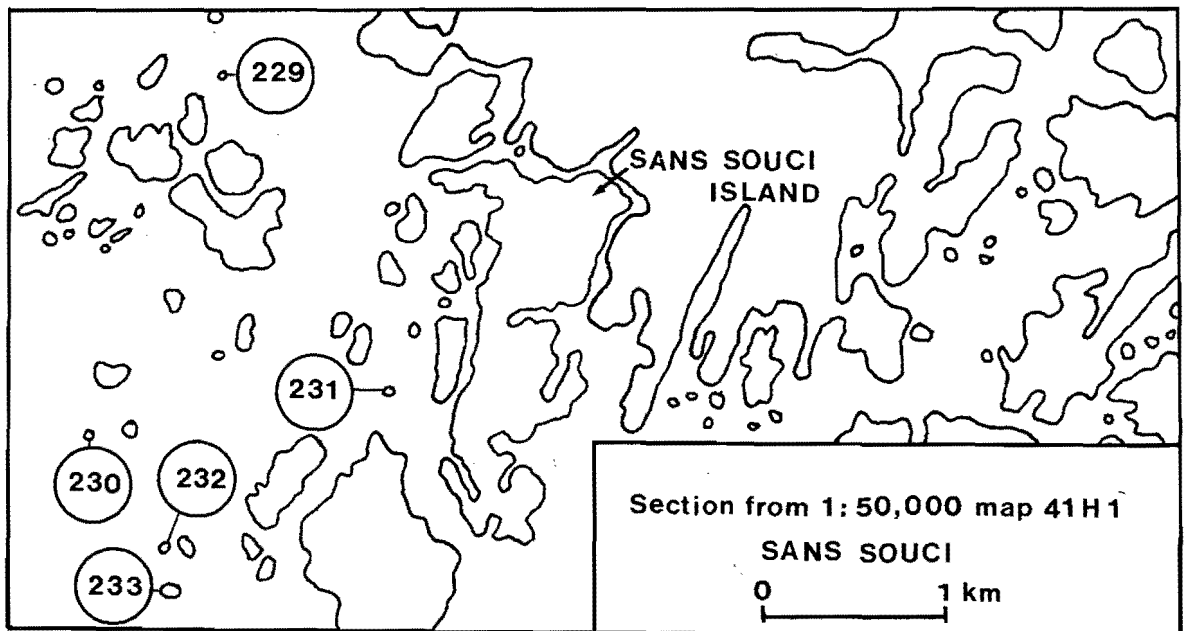 229
SANS SOUCI
ISLAND
231
230
232
233
Section from 1:50,000 map 41H1
SANS SOUCI
0 1 km